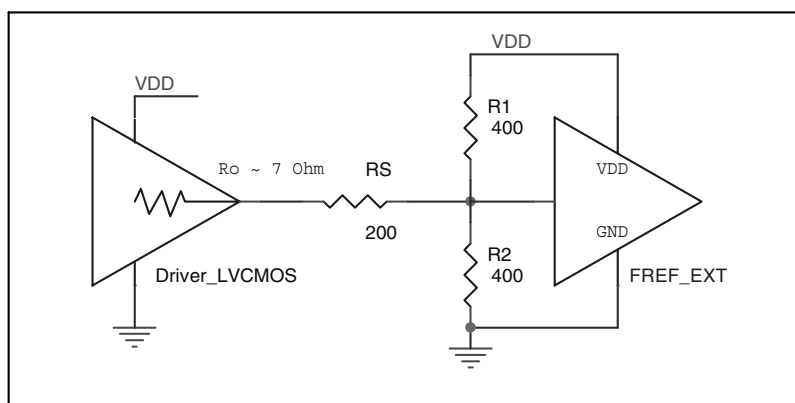 VDD
VDD
R1
400
Ro ~ 7 Ohm
RS
200
VDD
GND
R2
400
Driver_LVCMOS
FREF_EXT